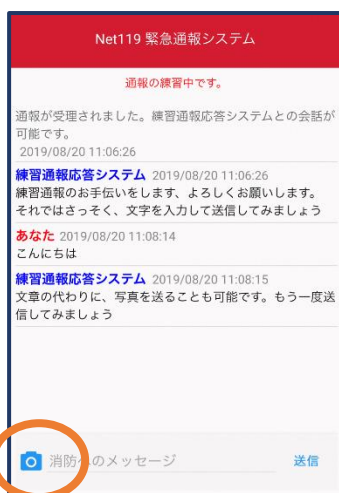 Net119 緊急通報システム
通報の練習中です。
通報が受理されました。練習通報応答システムとの会話が
可能です。
2019/08/20 11:06:26
練習通報応答システム 2019/08/20 11:06:26
練習通報のお手伝いをします、よろしくお願いします。
それではさっそく、文字を入力して送信してみましょう
あなた 2019/08/20 11:08:14
こんにちは
練習通報応答システム 2019/08/20 11:08:15
文章の代わりに、写真を送ることも可能です。もう一度送
信してみましょう
消防へのメッセージ 送信